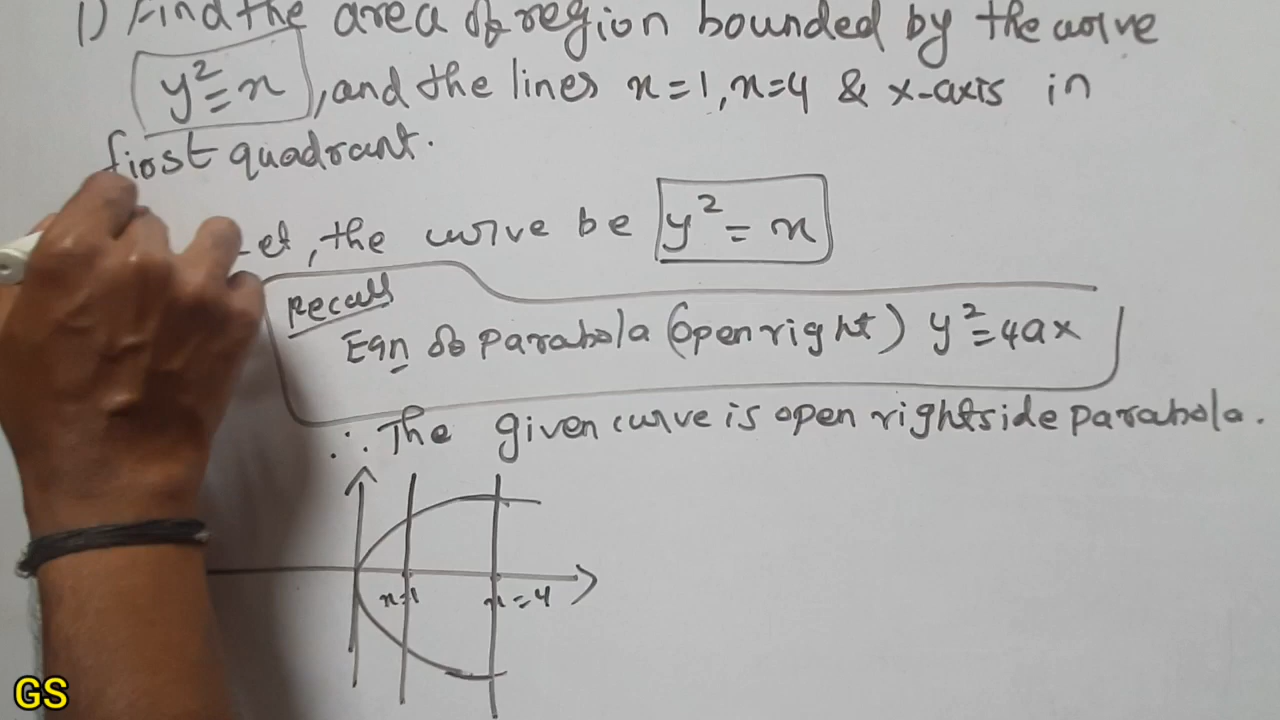 1) Find the area of region bounded by the curve
y²=x, and the lines x=1, x=4 & x-axis in
first quadrant.
Let, the curve be y² = x
Recall
Eqn of parabola (open right) y²=4ax
∴ The given curve is open rightside parabola.
x=1 x=4
GS